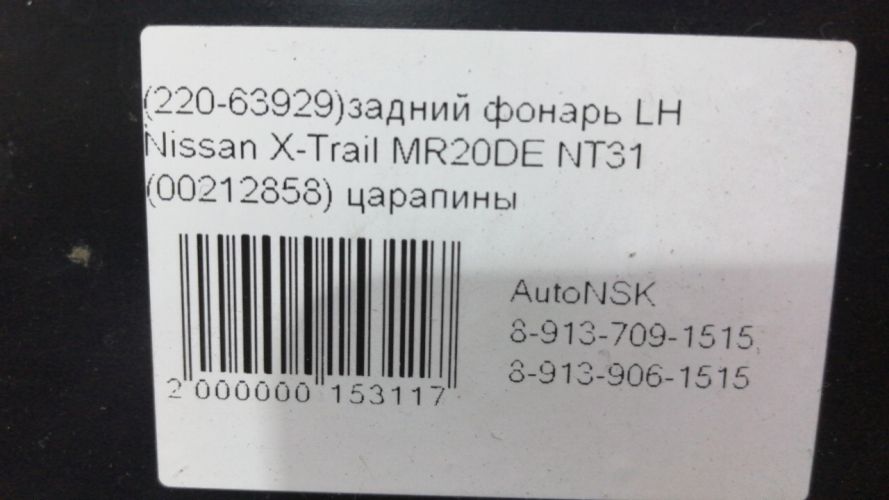 (220-63929)задний фонарь LH
Nissan X-Trail MR20DE NT31
(00212858) царапины
AutoNSK
8-913-709-1515,
8-913-906-1515
2 000000 153117